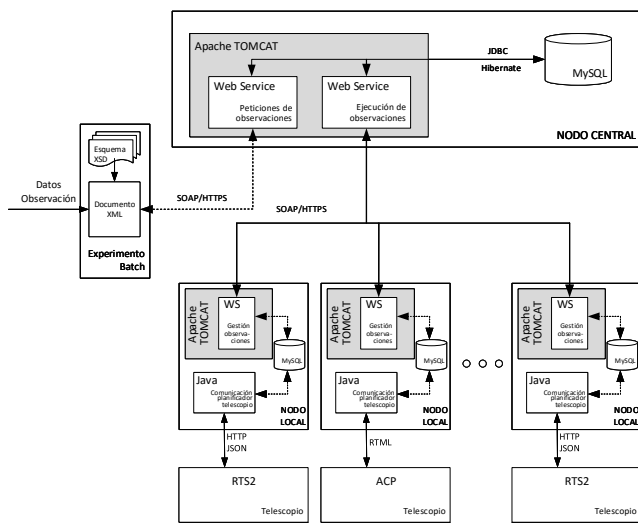 Apache TOMCAT
JDBC
Hibernate
MySQL
Web Service
Peticiones de
observaciones
Web Service
Ejecución de
observaciones
NODO CENTRAL
Esquema
XSD
Datos
Observación
Documento
XML
SOAP/HTTPS
SOAP/HTTPS
Experimento
Batch
Apache
TOMCAT
WS
Gestión
observa-
ciones
MySQL
Java
Comunicación
planificador
telescopio
NODO
LOCAL
HTTP
JSON
RTS2
Telescopio
Apache
TOMCAT
WS
Gestión
observa-
ciones
MySQL
Java
Comunicación
planificador
telescopio
NODO
LOCAL
RTML
ACP
Telescopio
Apache
TOMCAT
WS
Gestión
observa-
ciones
MySQL
Java
Comunicación
planificador
telescopio
NODO
LOCAL
HTTP
JSON
RTS2
Telescopio